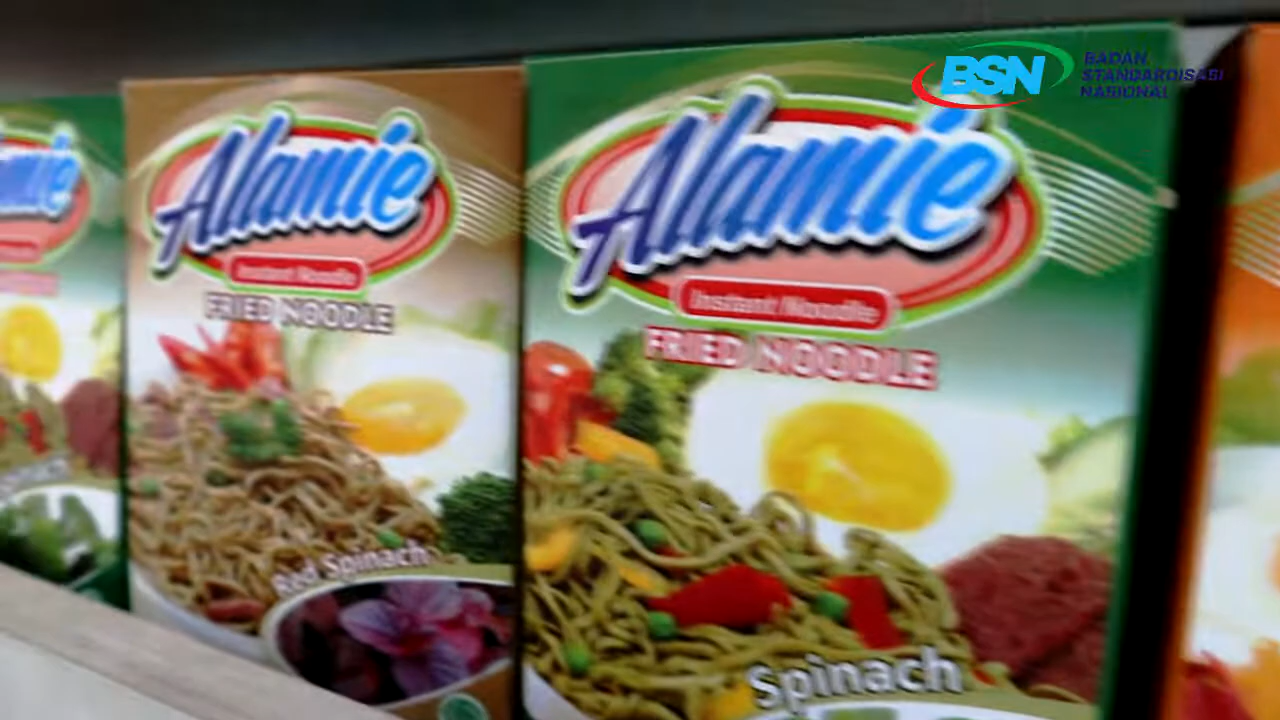 BSN
BADAN
STANDARDISASI
NASIONAL
Alamie
Instant Noodle
FRIED NOODLE
Red Spinach
Alamie
Instant Noodle
FRIED NOODLE
Spinach